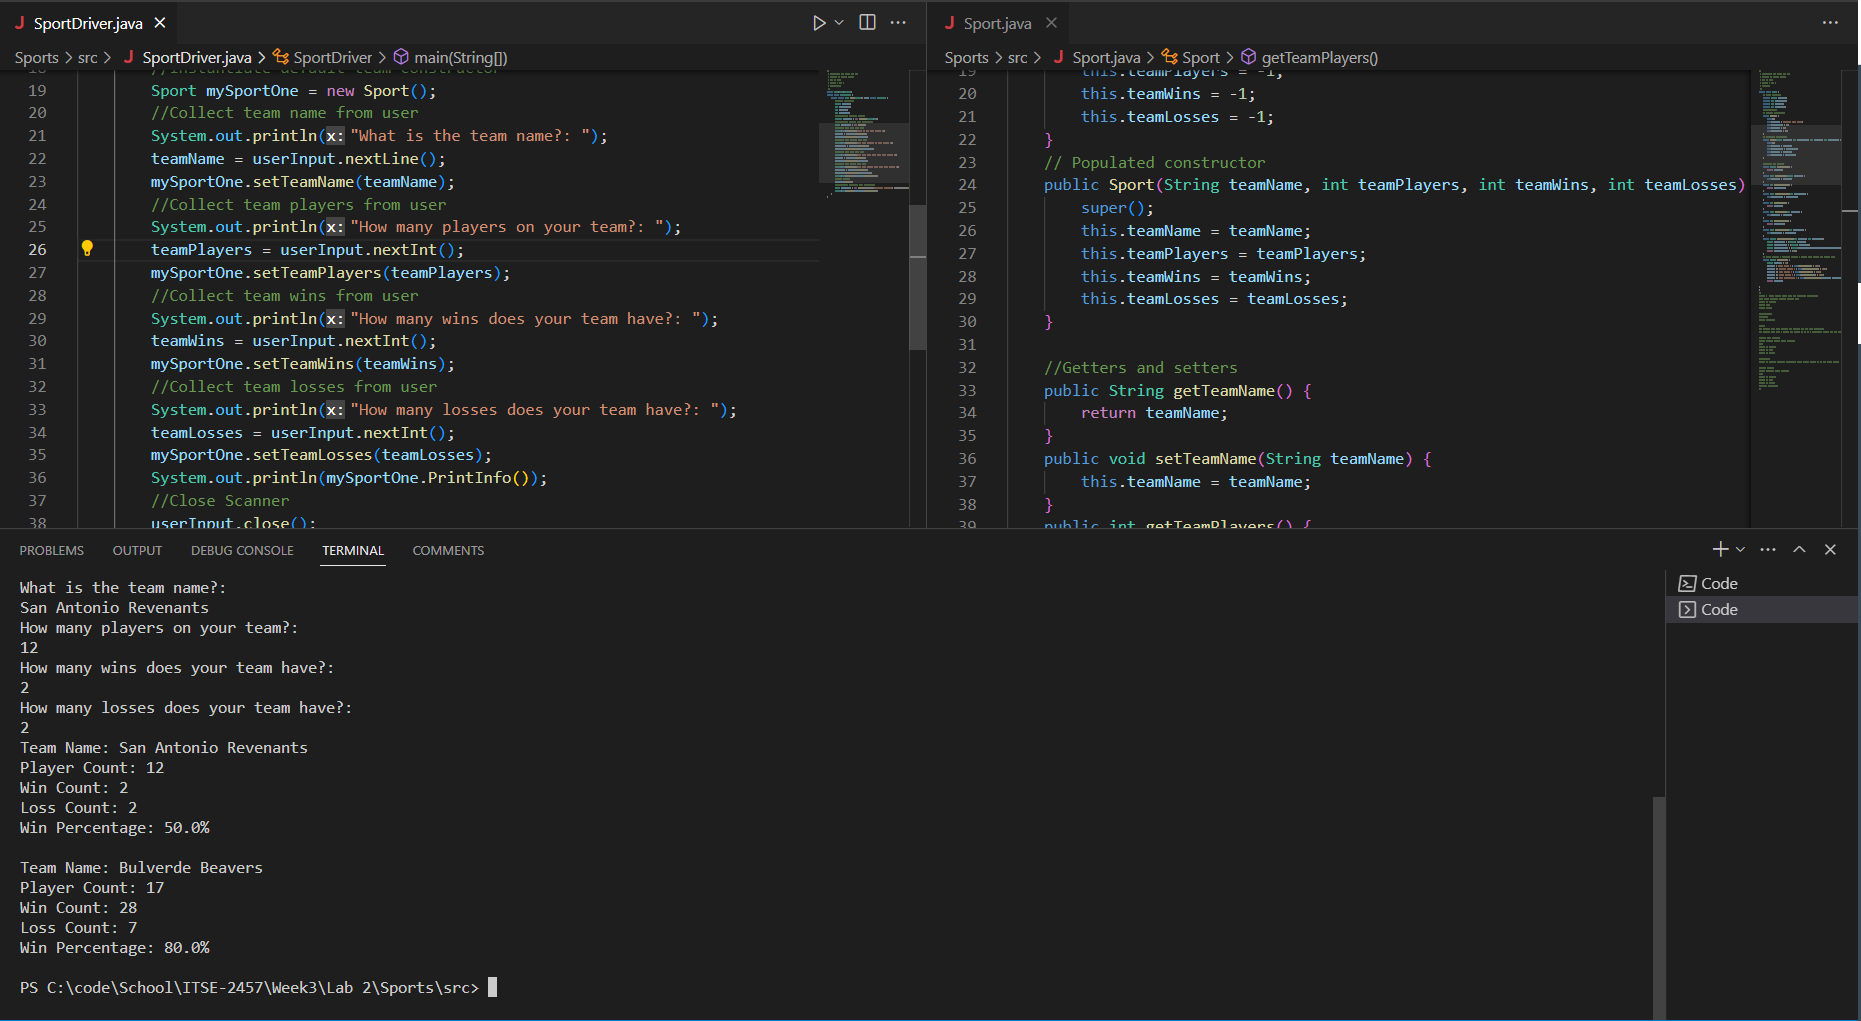 SportDriver.java
Sports > src > SportDriver.java > SportDriver > main(String[])
18 //Instantiate default team constructor
19 Sport mySportOne = new Sport();
20 //Collect team name from user
21 System.out.println(x: "What is the team name?: ");
22 teamName = userInput.nextLine();
23 mySportOne.setTeamName(teamName);
24 //Collect team players from user
25 System.out.println(x: "How many players on your team?: ");
26 teamPlayers = userInput.nextInt();
27 mySportOne.setTeamPlayers(teamPlayers);
28 //Collect team wins from user
29 System.out.println(x: "How many wins does your team have?: ");
30 teamWins = userInput.nextInt();
31 mySportOne.setTeamWins(teamWins);
32 //Collect team losses from user
33 System.out.println(x: "How many losses does your team have?: ");
34 teamLosses = userInput.nextInt();
35 mySportOne.setTeamLosses(teamLosses);
36 System.out.println(mySportOne.PrintInfo());
37 //Close Scanner
38 userInput.close();
Sport.java
Sports > src > Sport.java > Sport > getTeamPlayers()
19 this.teamPlayers = -1;
20 this.teamWins = -1;
21 this.teamLosses = -1;
22 }
23 // Populated constructor
24 public Sport(String teamName, int teamPlayers, int teamWins, int teamLosses)
25 super();
26 this.teamName = teamName;
27 this.teamPlayers = teamPlayers;
28 this.teamWins = teamWins;
29 this.teamLosses = teamLosses;
30 }
31
32 //Getters and setters
33 public String getTeamName() {
34 return teamName;
35 }
36 public void setTeamName(String teamName) {
37 this.teamName = teamName;
38 }
39 public int getTeamPlayers() {
PROBLEMS OUTPUT DEBUG CONSOLE TERMINAL COMMENTS
What is the team name?:
San Antonio Revenants
How many players on your team?:
12
How many wins does your team have?:
2
How many losses does your team have?:
2
Team Name: San Antonio Revenants
Player Count: 12
Win Count: 2
Loss Count: 2
Win Percentage: 50.0%
Team Name: Bulverde Beavers
Player Count: 17
Win Count: 28
Loss Count: 7
Win Percentage: 80.0%
PS C:\code\School\ITSE-2457\Week3\Lab 2\Sports\src>
Code
Code